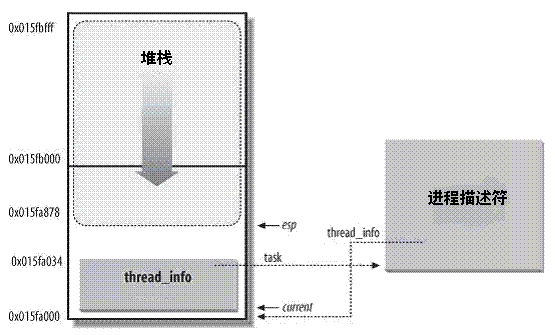 0x015fbfff
堆栈
0x015fb000
进程描述符
0x015fa878
esp
thread_info
0x015fa034
task
thread_info
current
0x015fa000